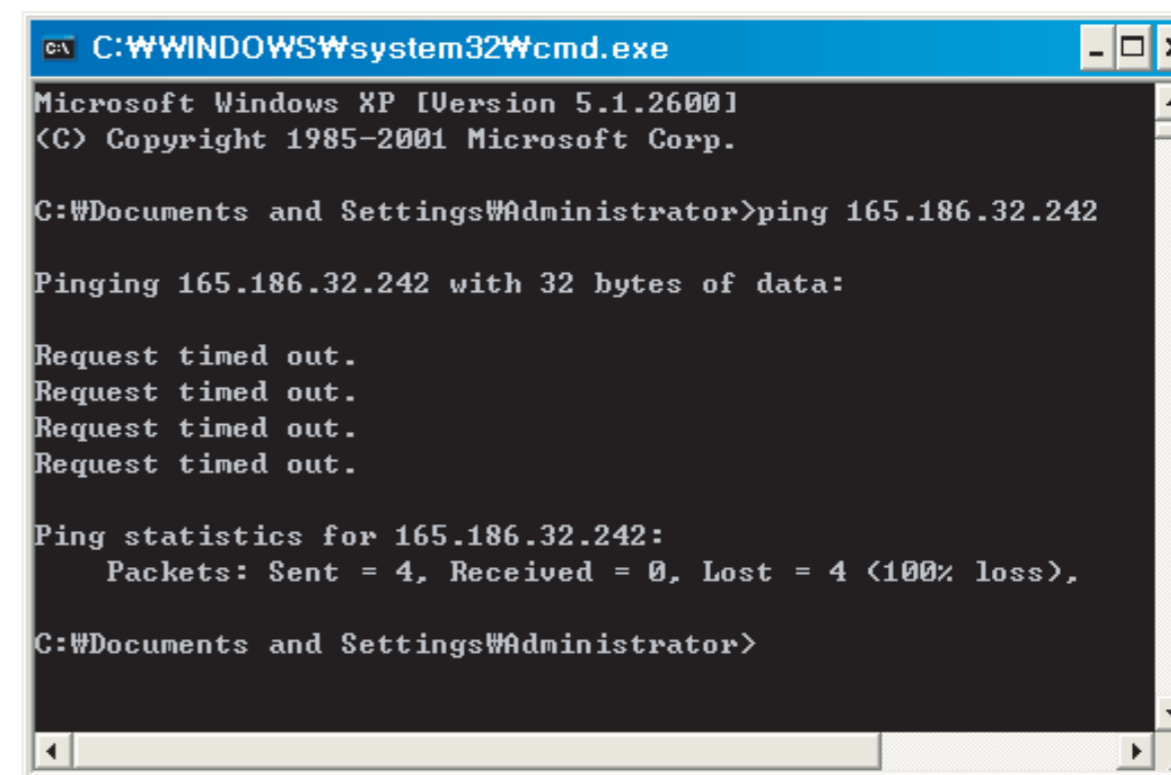 C:₩WINDOWS₩system32₩cmd.exe
Microsoft Windows XP [Version 5.1.2600]
(C) Copyright 1985-2001 Microsoft Corp.
C:₩Documents and Settings₩Administrator>ping 165.186.32.242
Pinging 165.186.32.242 with 32 bytes of data:
Request timed out.
Request timed out.
Request timed out.
Request timed out.
Ping statistics for 165.186.32.242:
Packets: Sent = 4, Received = 0, Lost = 4 (100% loss),
C:₩Documents and Settings₩Administrator>